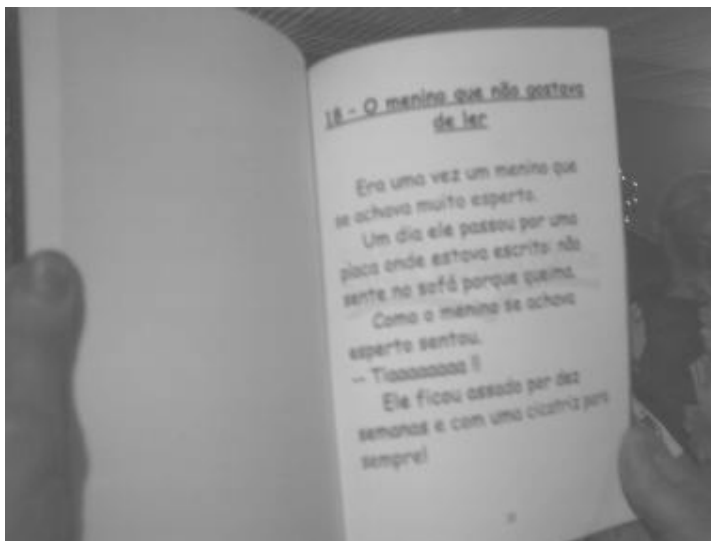 18 - O menino que não gostava
de ler
Era uma vez um menino que
se achava muito esperto.
Um dia ele passou por uma
placa onde estava escrito: não
sente no sofá porque queima.
Como o menino se achava
esperto sentou.
-- Tiaaaaaaaa !!
Ele ficou assado por dez
semanas e com uma cicatriz para
sempre!